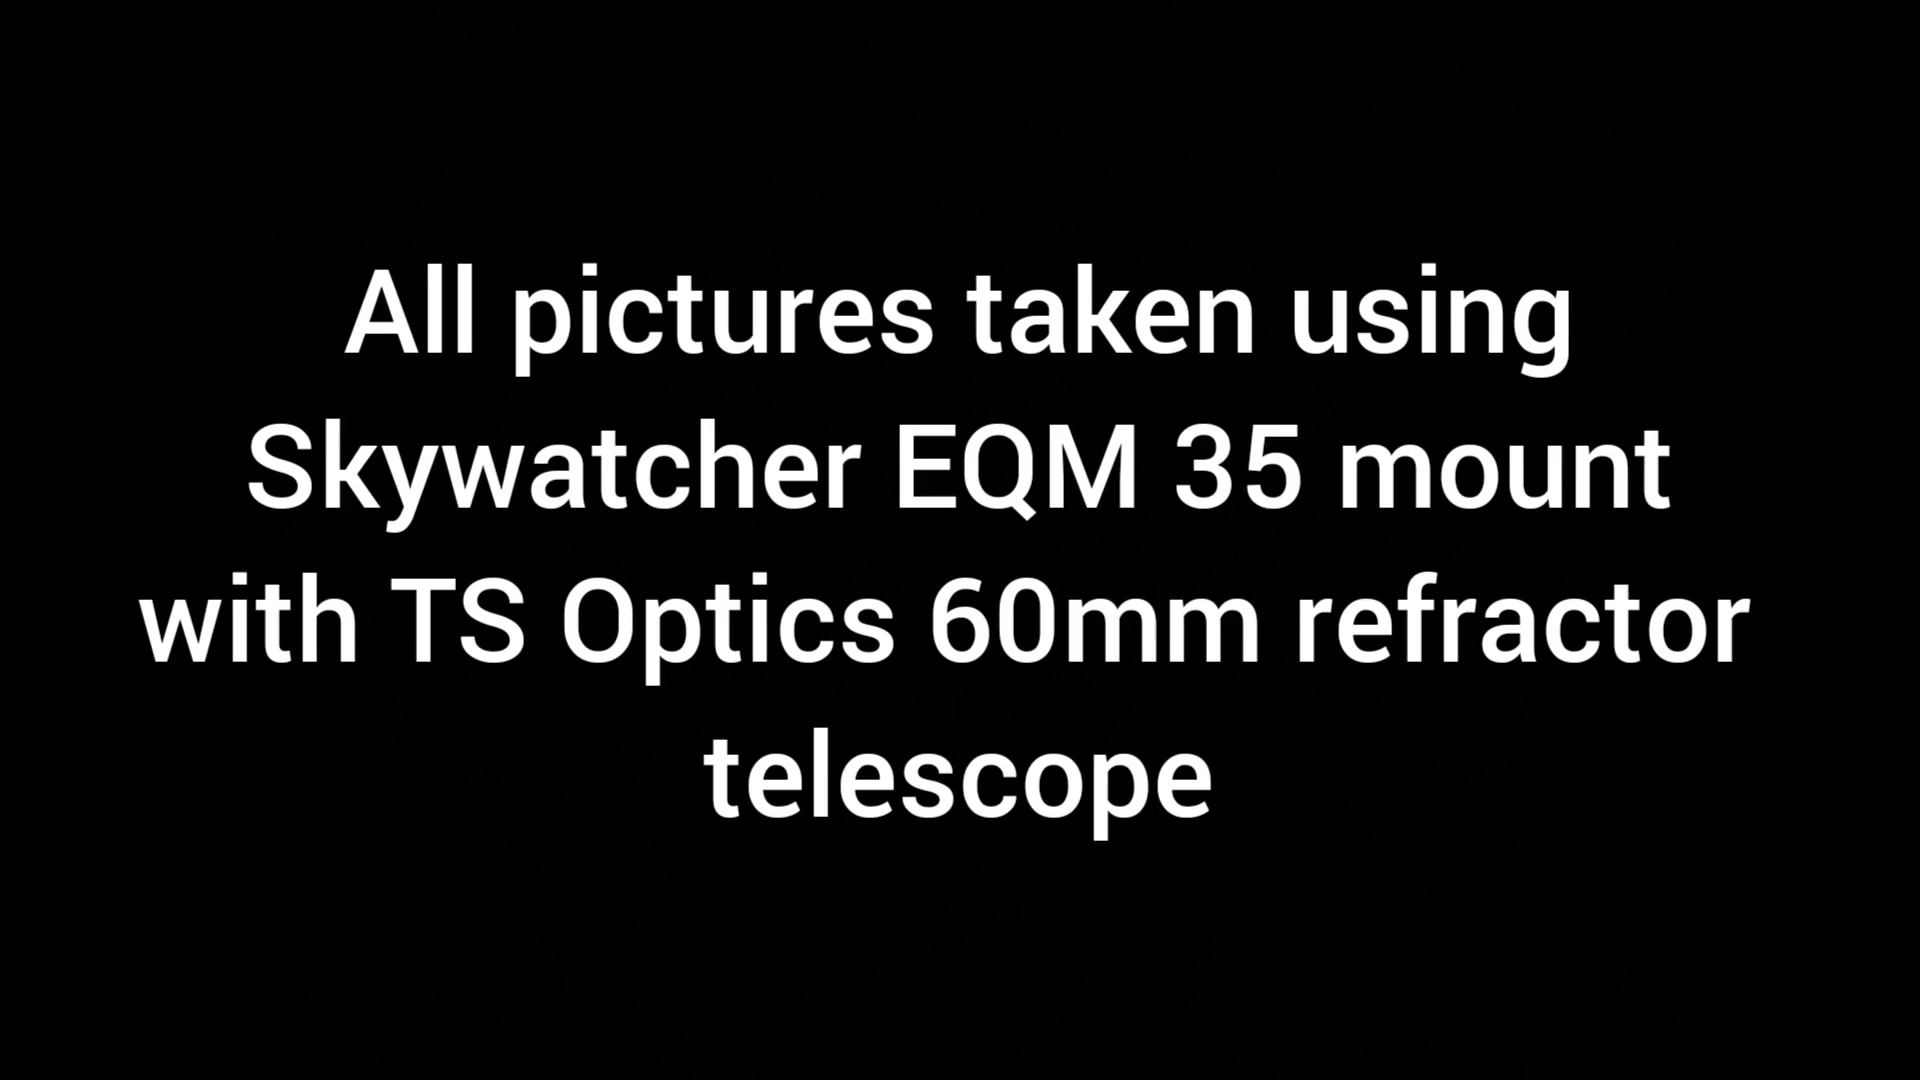 All pictures taken using
Skywatcher EQM 35 mount
with TS Optics 60mm refractor
telescope